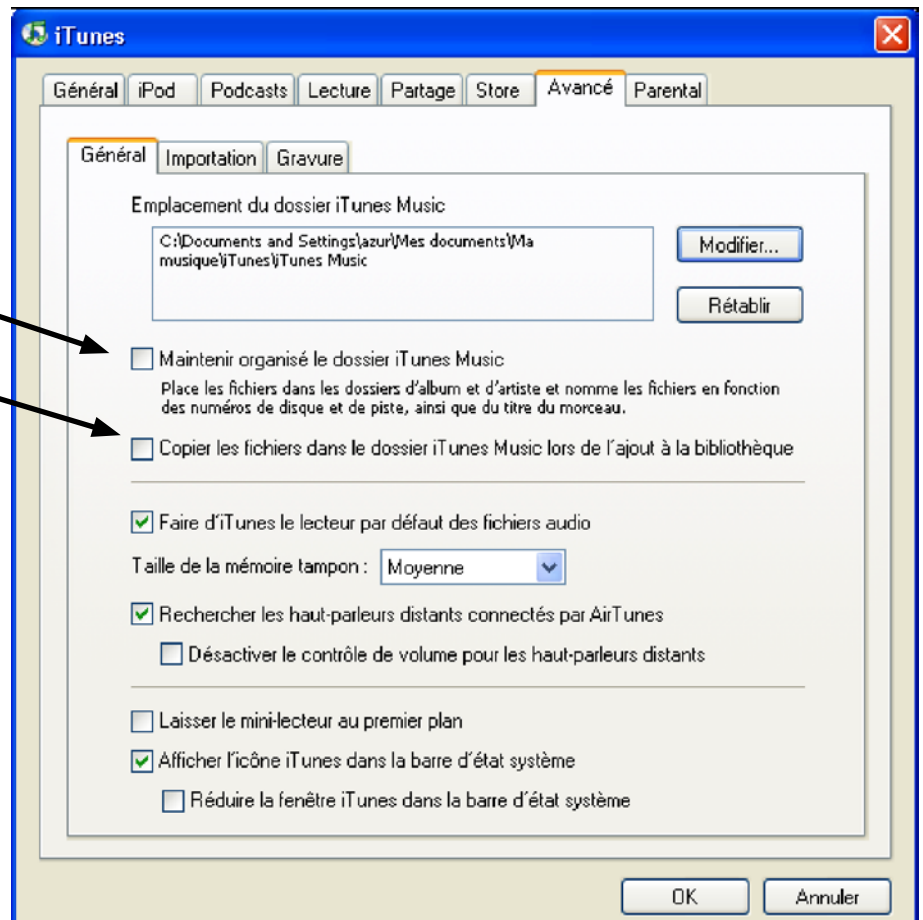 iTunes
Général iPod Podcasts Lecture Partage Store Avancé Parental
Général Importation Gravure
Emplacement du dossier iTunes Music
C:\Documents and Settings\azur\Mes documents\Ma
musique\iTunes\iTunes Music
Modifier...
Rétablir
Maintenir organisé le dossier iTunes Music
Place les fichiers dans les dossiers d'album et d'artiste et nomme les fichiers en fonction
des numéros de disque et de piste, ainsi que du titre du morceau.
Copier les fichiers dans le dossier iTunes Music lors de l'ajout à la bibliothèque
Faire d'iTunes le lecteur par défaut des fichiers audio
Taille de la mémoire tampon : Moyenne
Rechercher les haut-parleurs distants connectés par AirTunes
Désactiver le contrôle de volume pour les haut-parleurs distants
Laisser le mini-lecteur au premier plan
Afficher l'icône iTunes dans la barre d'état système
Réduire la fenêtre iTunes dans la barre d'état système
OK Annuler